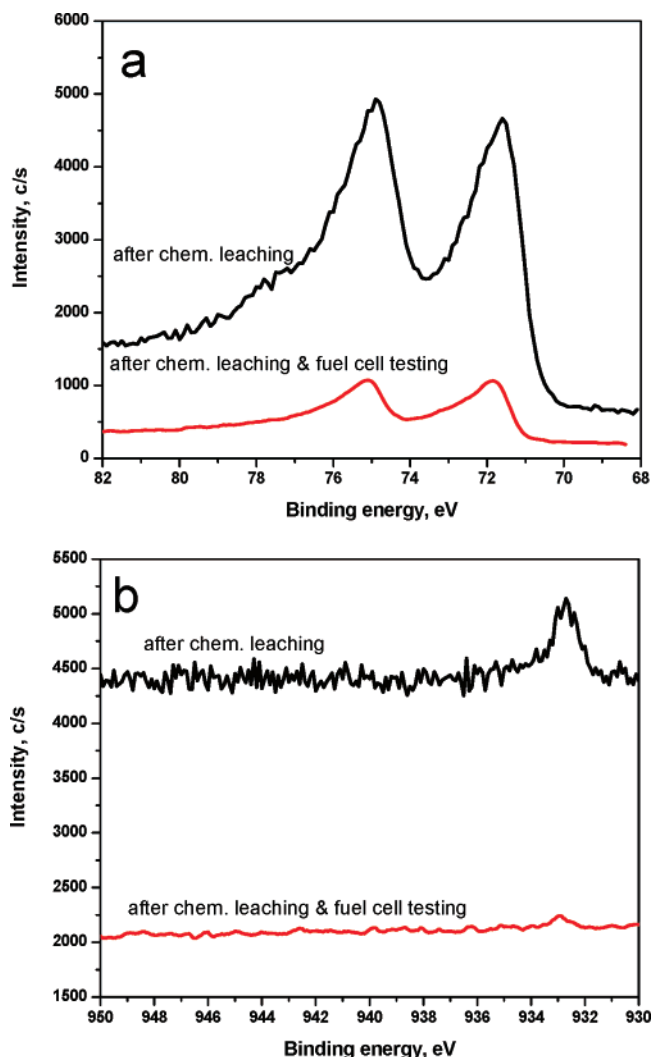 a
6000
5000
4000
3000
2000
1000
0
Intensity, c/s
after chem. leaching
after chem. leaching & fuel cell testing
82 80 78 76 74 72 70 68
Binding energy, eV
b
5500
5000
4500
4000
3500
3000
2500
2000
1500
Intensity, c/s
after chem. leaching
after chem. leaching & fuel cell testing
950 948 946 944 942 940 938 936 934 932 930
Binding energy, eV